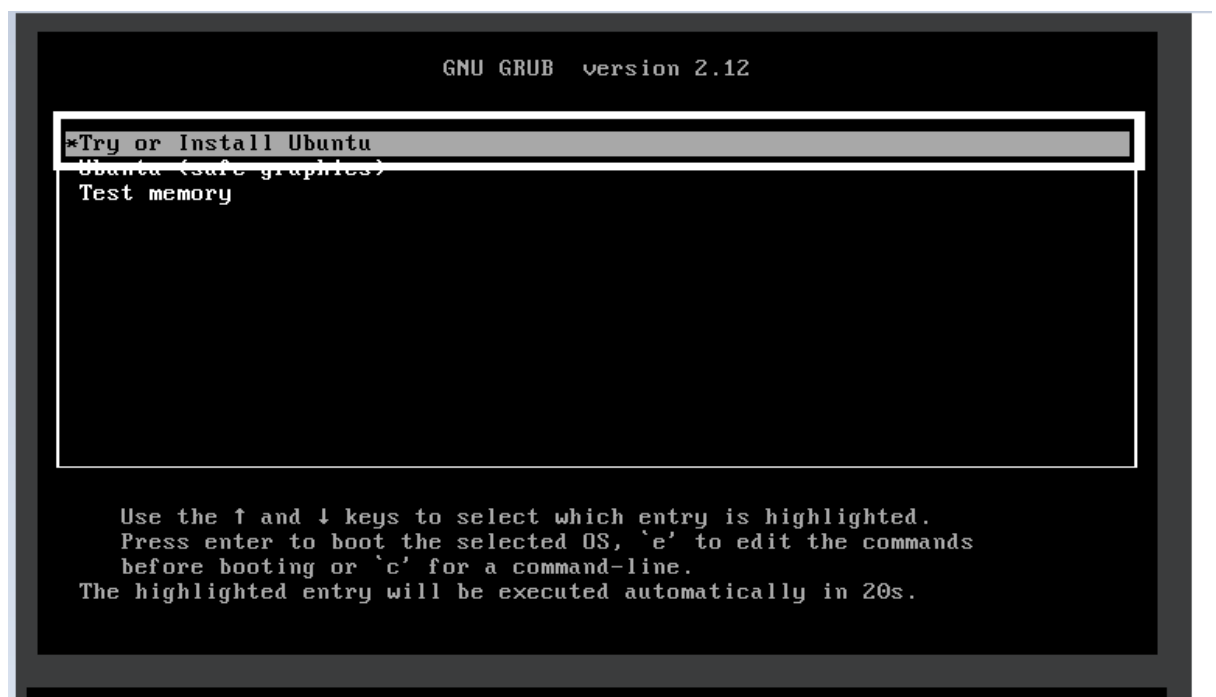 GNU GRUB version 2.12
*Try or Install Ubuntu
Ubuntu (safe graphics)
Test memory
Use the ↑ and ↓ keys to select which entry is highlighted.
Press enter to boot the selected OS, `e' to edit the commands
before booting or `c' for a command-line.
The highlighted entry will be executed automatically in 20s.